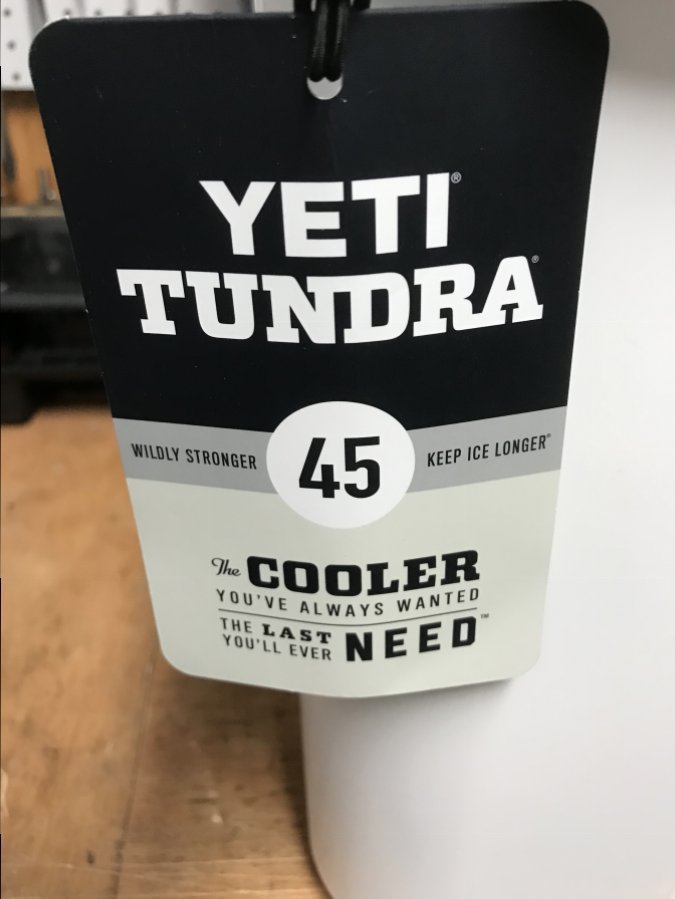 YETI®
TUNDRA®
WILDLY STRONGER 45 KEEP ICE LONGER®
The COOLER
YOU'VE ALWAYS WANTED
THE LAST
YOU'LL EVER NEED™